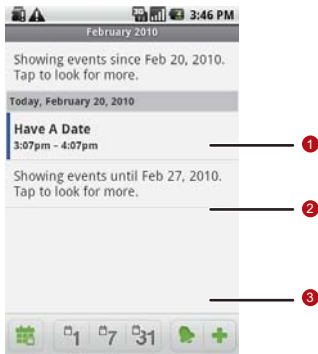 3:46 PM
February 2010
Showing events since Feb 20, 2010.
Tap to look for more.
Today, February 20, 2010
Have A Date
3:07pm – 4:07pm
1
Showing events until Feb 27, 2010.
Tap to look for more.
2
3
1 7 31